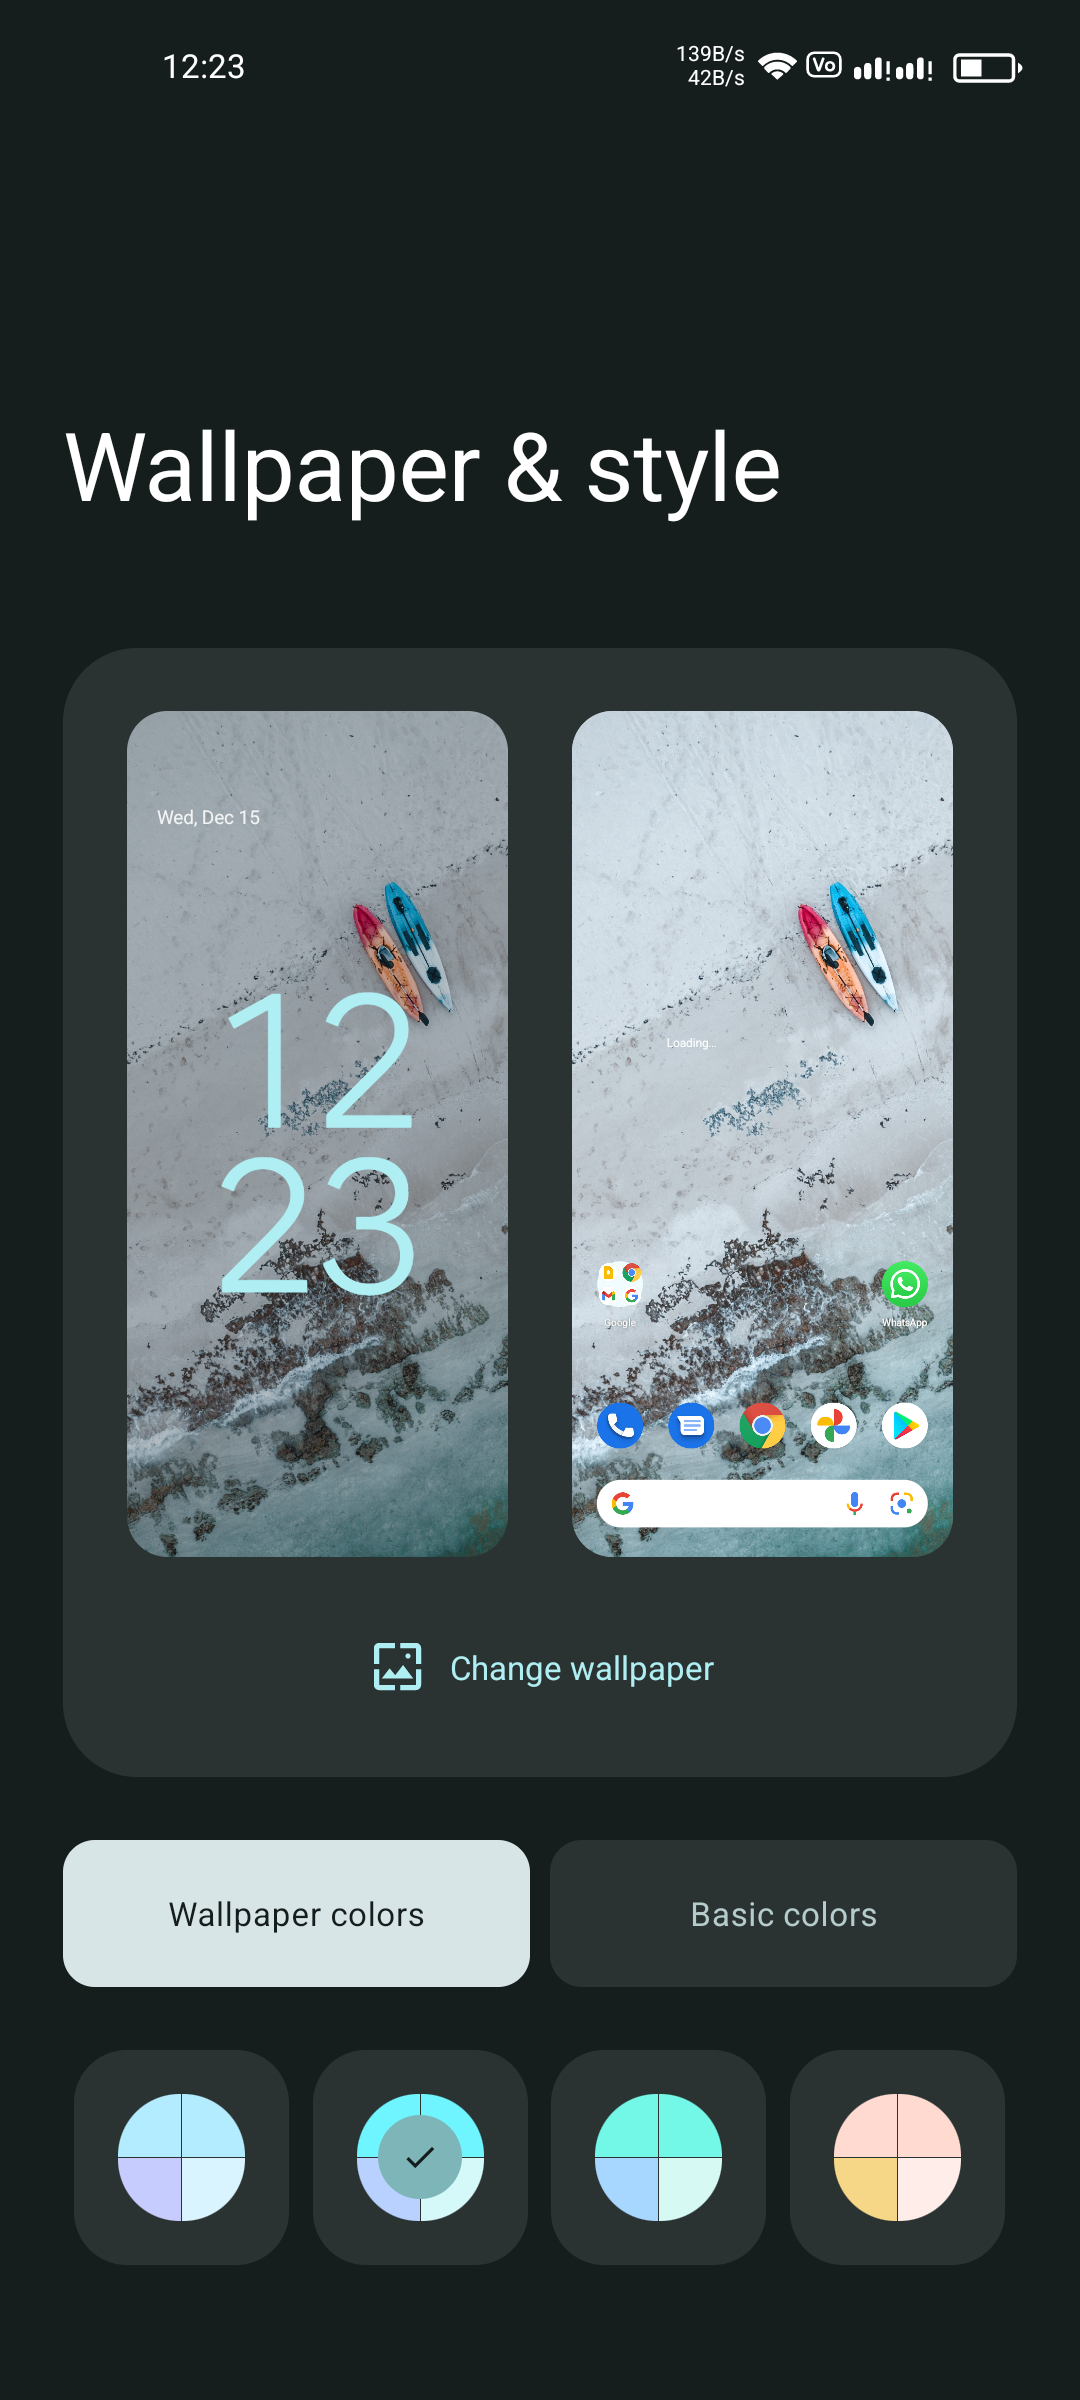 12:23
139B/s
42B/s
Vo
Wallpaper & style
Wed, Dec 15
12
23
Loading...
Google
WhatsApp
Change wallpaper
Wallpaper colors
Basic colors